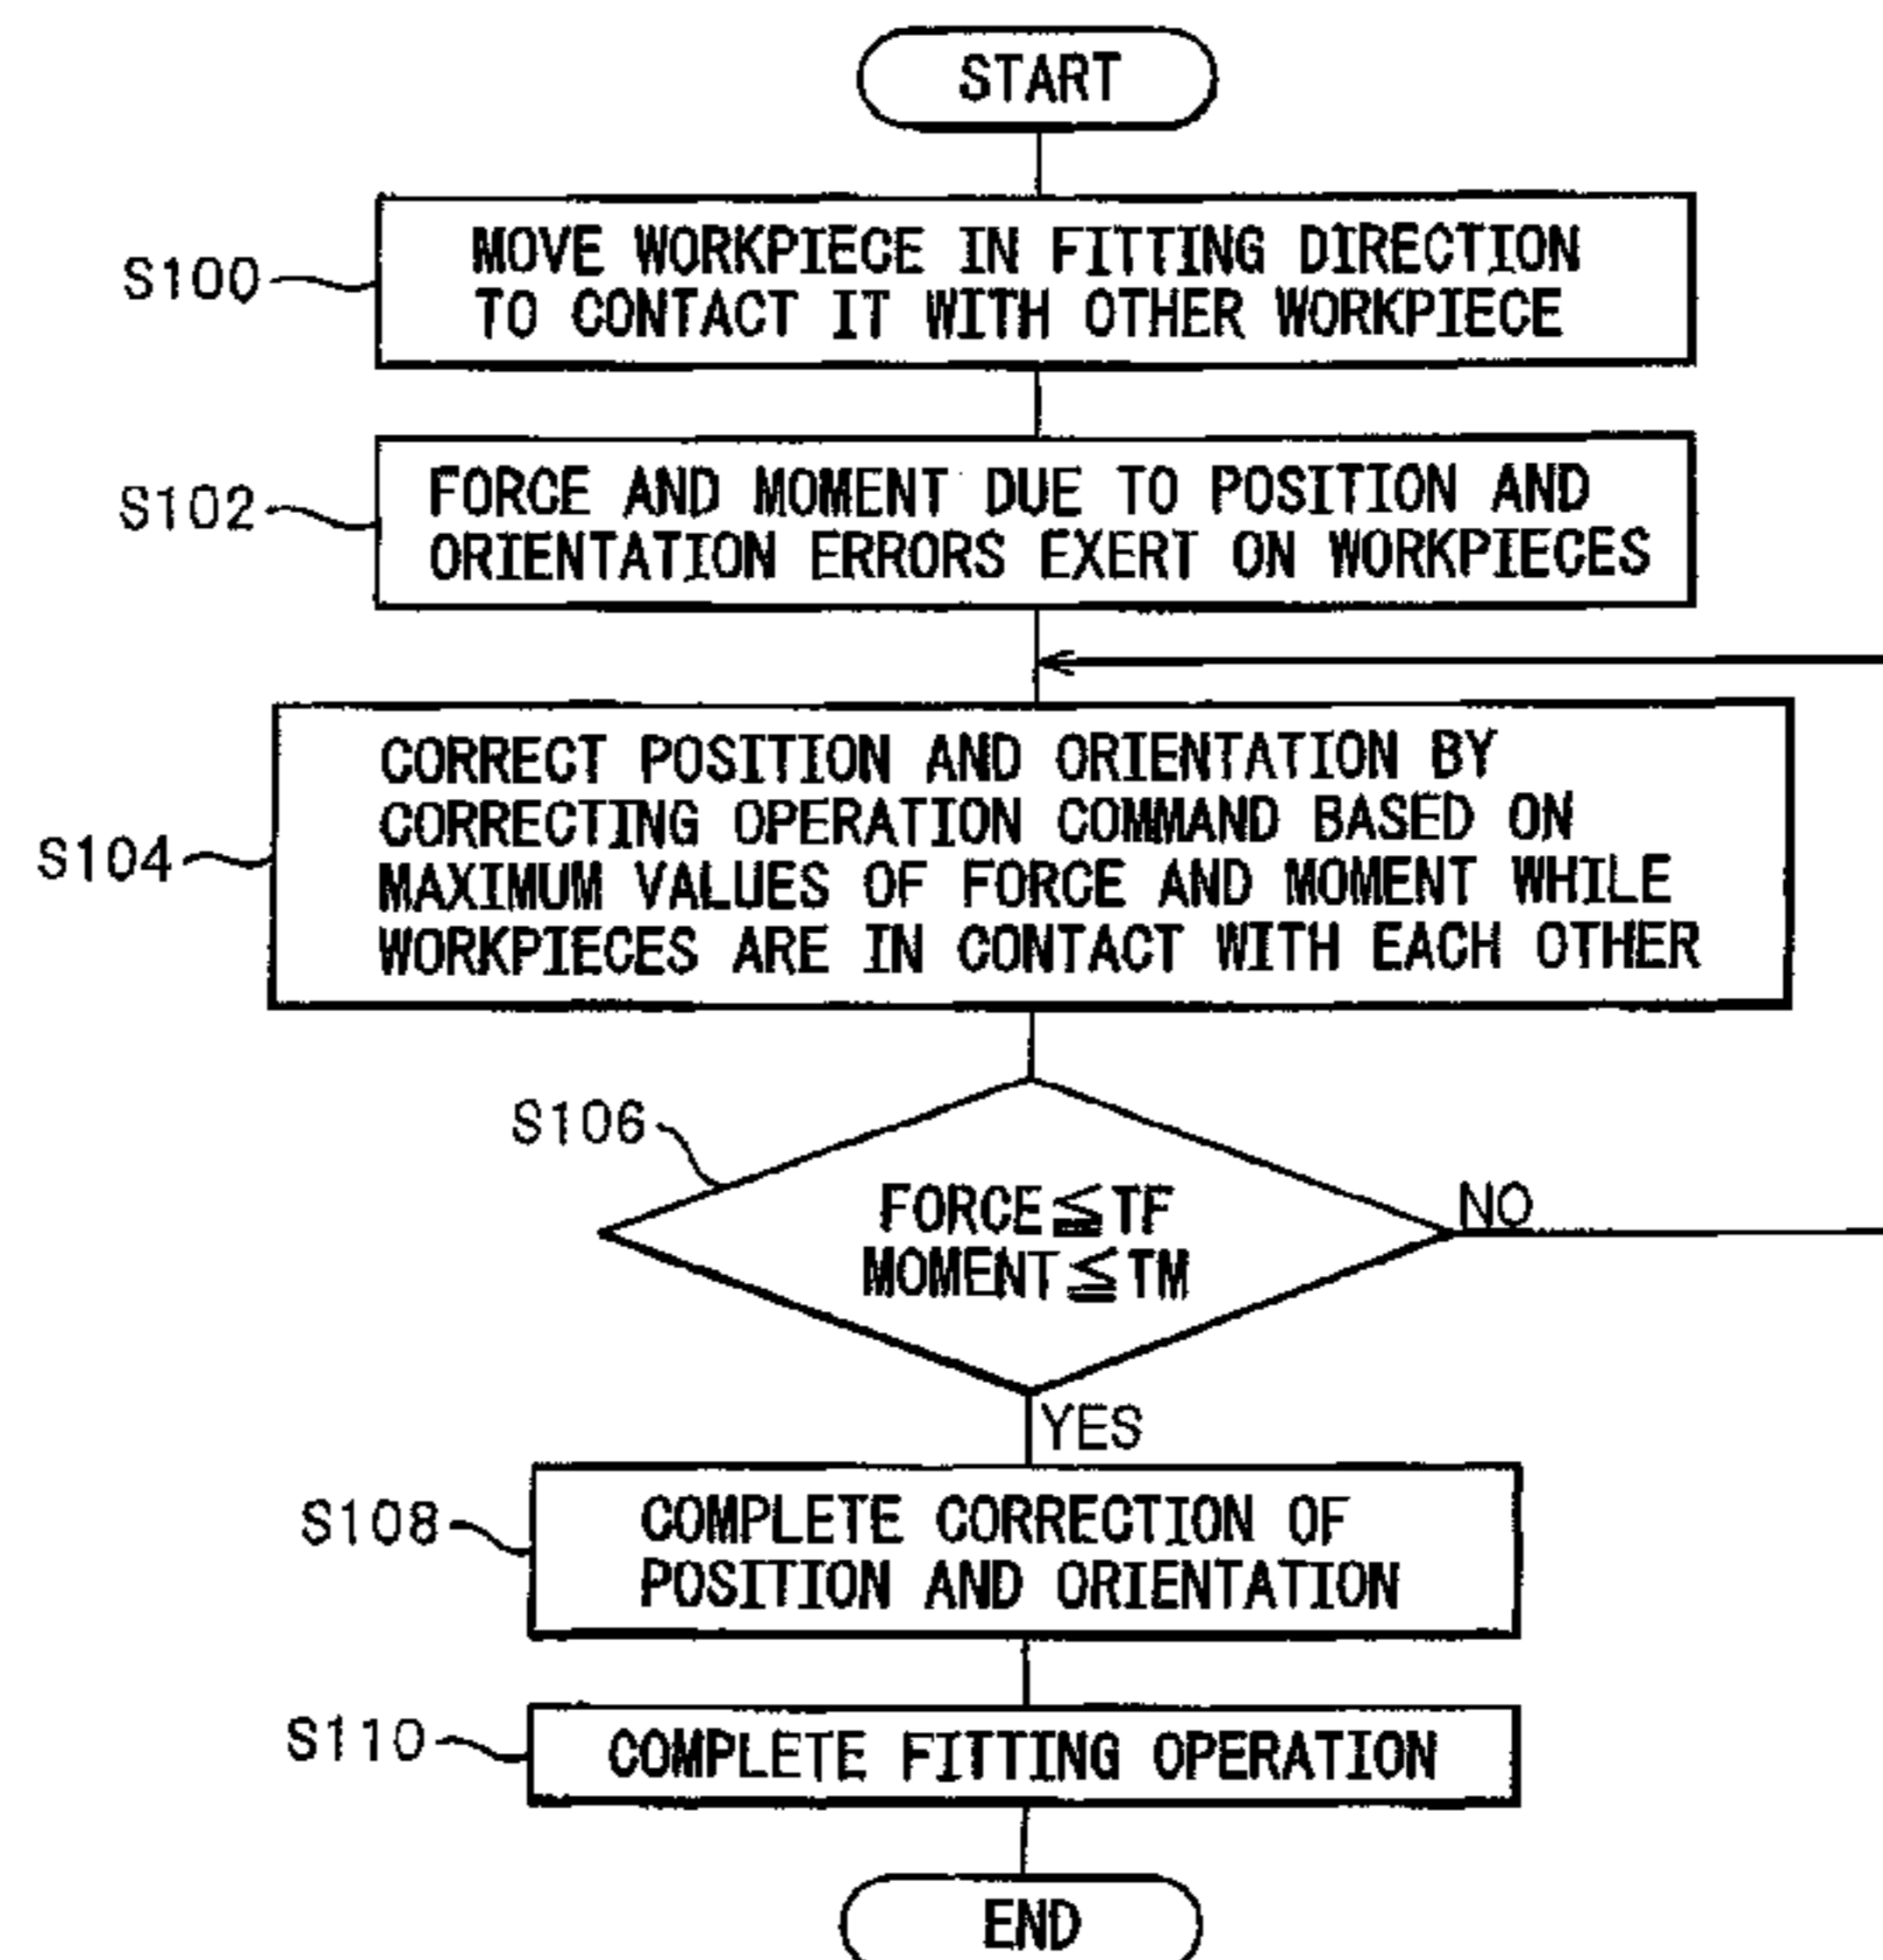 START
S100
MOVE WORKPIECE IN FITTING DIRECTION
TO CONTACT IT WITH OTHER WORKPIECE
S102
FORCE AND MOMENT DUE TO POSITION AND
ORIENTATION ERRORS EXERT ON WORKPIECES
S104
CORRECT POSITION AND ORIENTATION BY
CORRECTING OPERATION COMMAND BASED ON
MAXIMUM VALUES OF FORCE AND MOMENT WHILE
WORKPIECES ARE IN CONTACT WITH EACH OTHER
S106
FORCE≦TF
MOMENT≦TM
NO
YES
S108
COMPLETE CORRECTION OF
POSITION AND ORIENTATION
S110
COMPLETE FITTING OPERATION
END